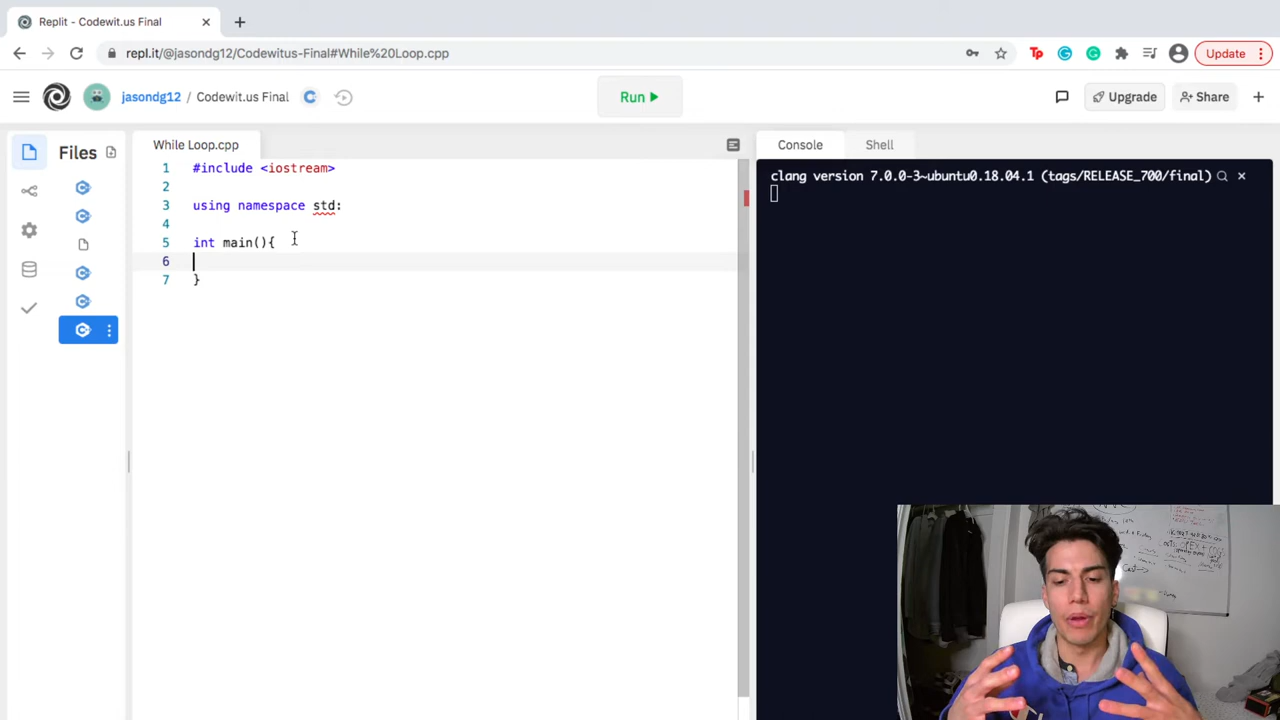 Replit - Codewit.us Final
repl.it/@jasondg12/Codewitus-Final#While%20Loop.cpp
Update
jasondg12 / Codewit.us Final
Run
Upgrade
Share
Files
While Loop.cpp
Console
Shell
1 #include <iostream>
2
3 using namespace std:
4
5 int main(){
6
7 }
clang version 7.0.0-3~ubuntu0.18.04.1 (tags/RELEASE_700/final)